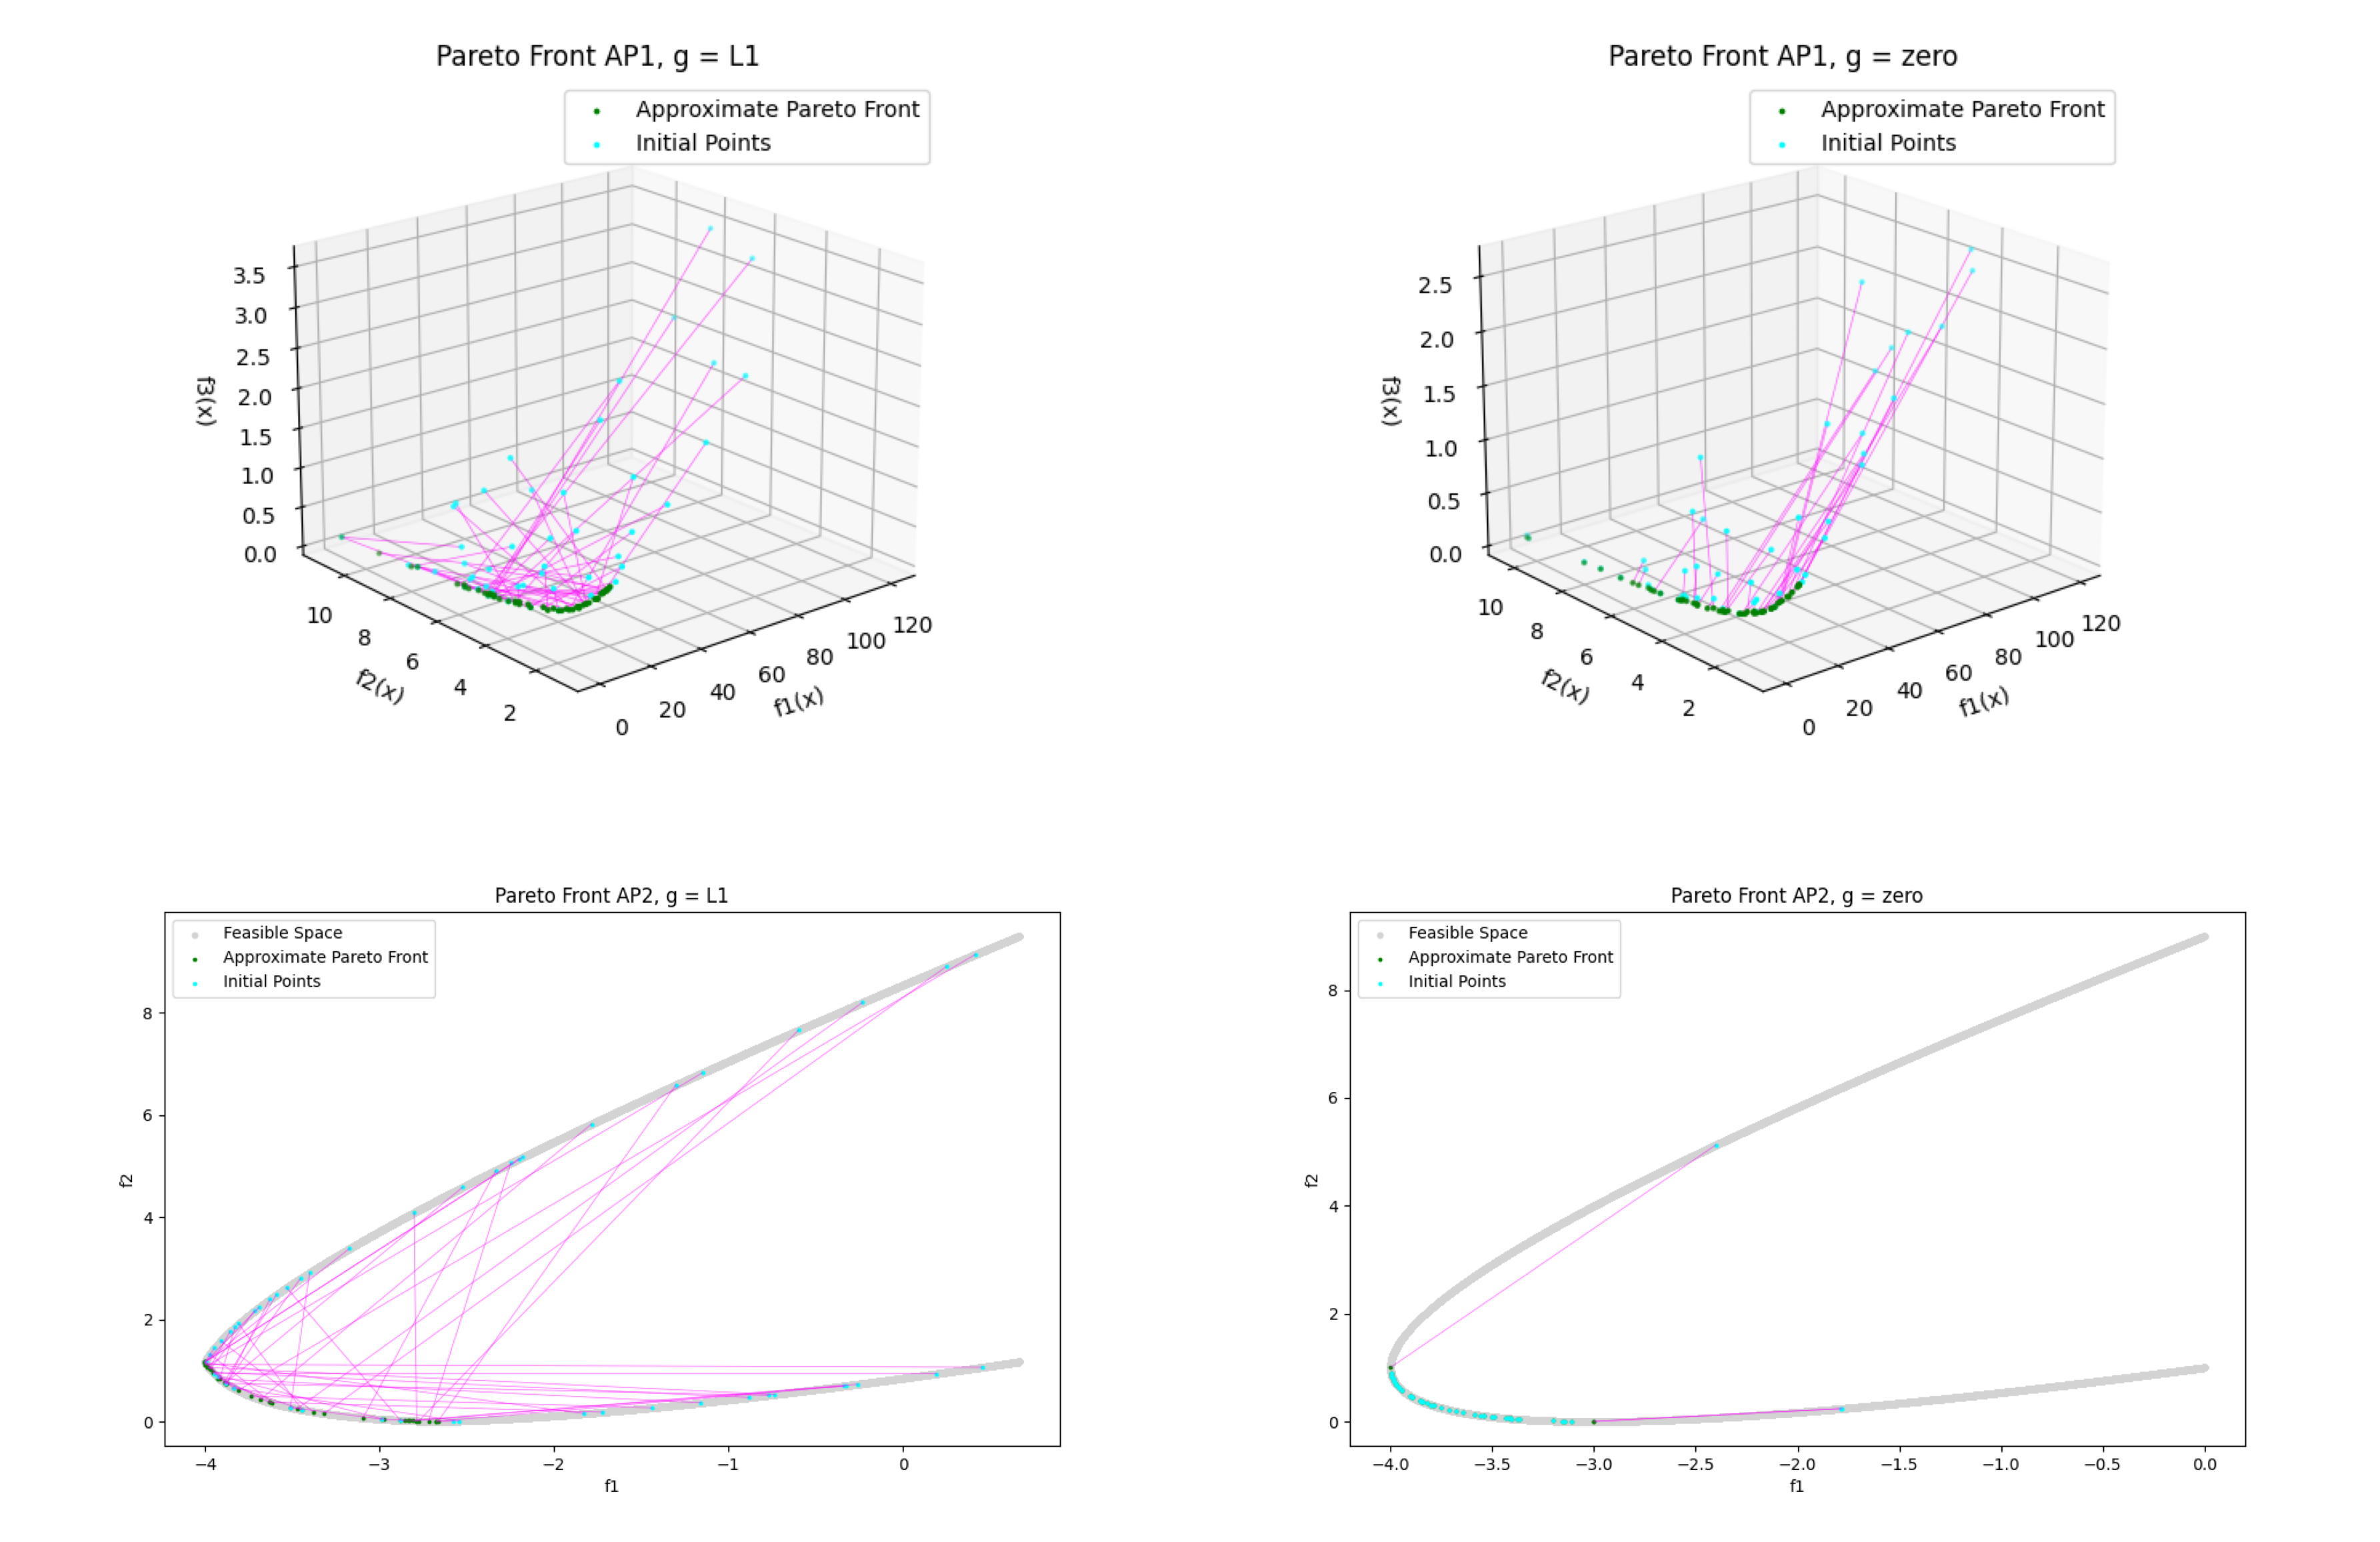 Pareto Front AP1, g = L1
Approximate Pareto Front
Initial Points
3.5
3.0
2.5
2.0
1.5
1.0
0.5
0.0
f3(x)
10
8
6
4
2
f2(x)
0
20
40
60
80
100
120
f1(x)
Pareto Front AP1, g = zero
Approximate Pareto Front
Initial Points
2.5
2.0
1.5
1.0
0.5
0.0
f3(x)
10
8
6
4
2
f2(x)
0
20
40
60
80
100
120
f1(x)
Pareto Front AP2, g = L1
Feasible Space
Approximate Pareto Front
Initial Points
8
6
4
2
0
f2
−4
−3
−2
−1
0
f1
Pareto Front AP2, g = zero
Feasible Space
Approximate Pareto Front
Initial Points
8
6
4
2
0
f2
−4.0
−3.5
−3.0
−2.5
−2.0
−1.5
−1.0
−0.5
0.0
f1